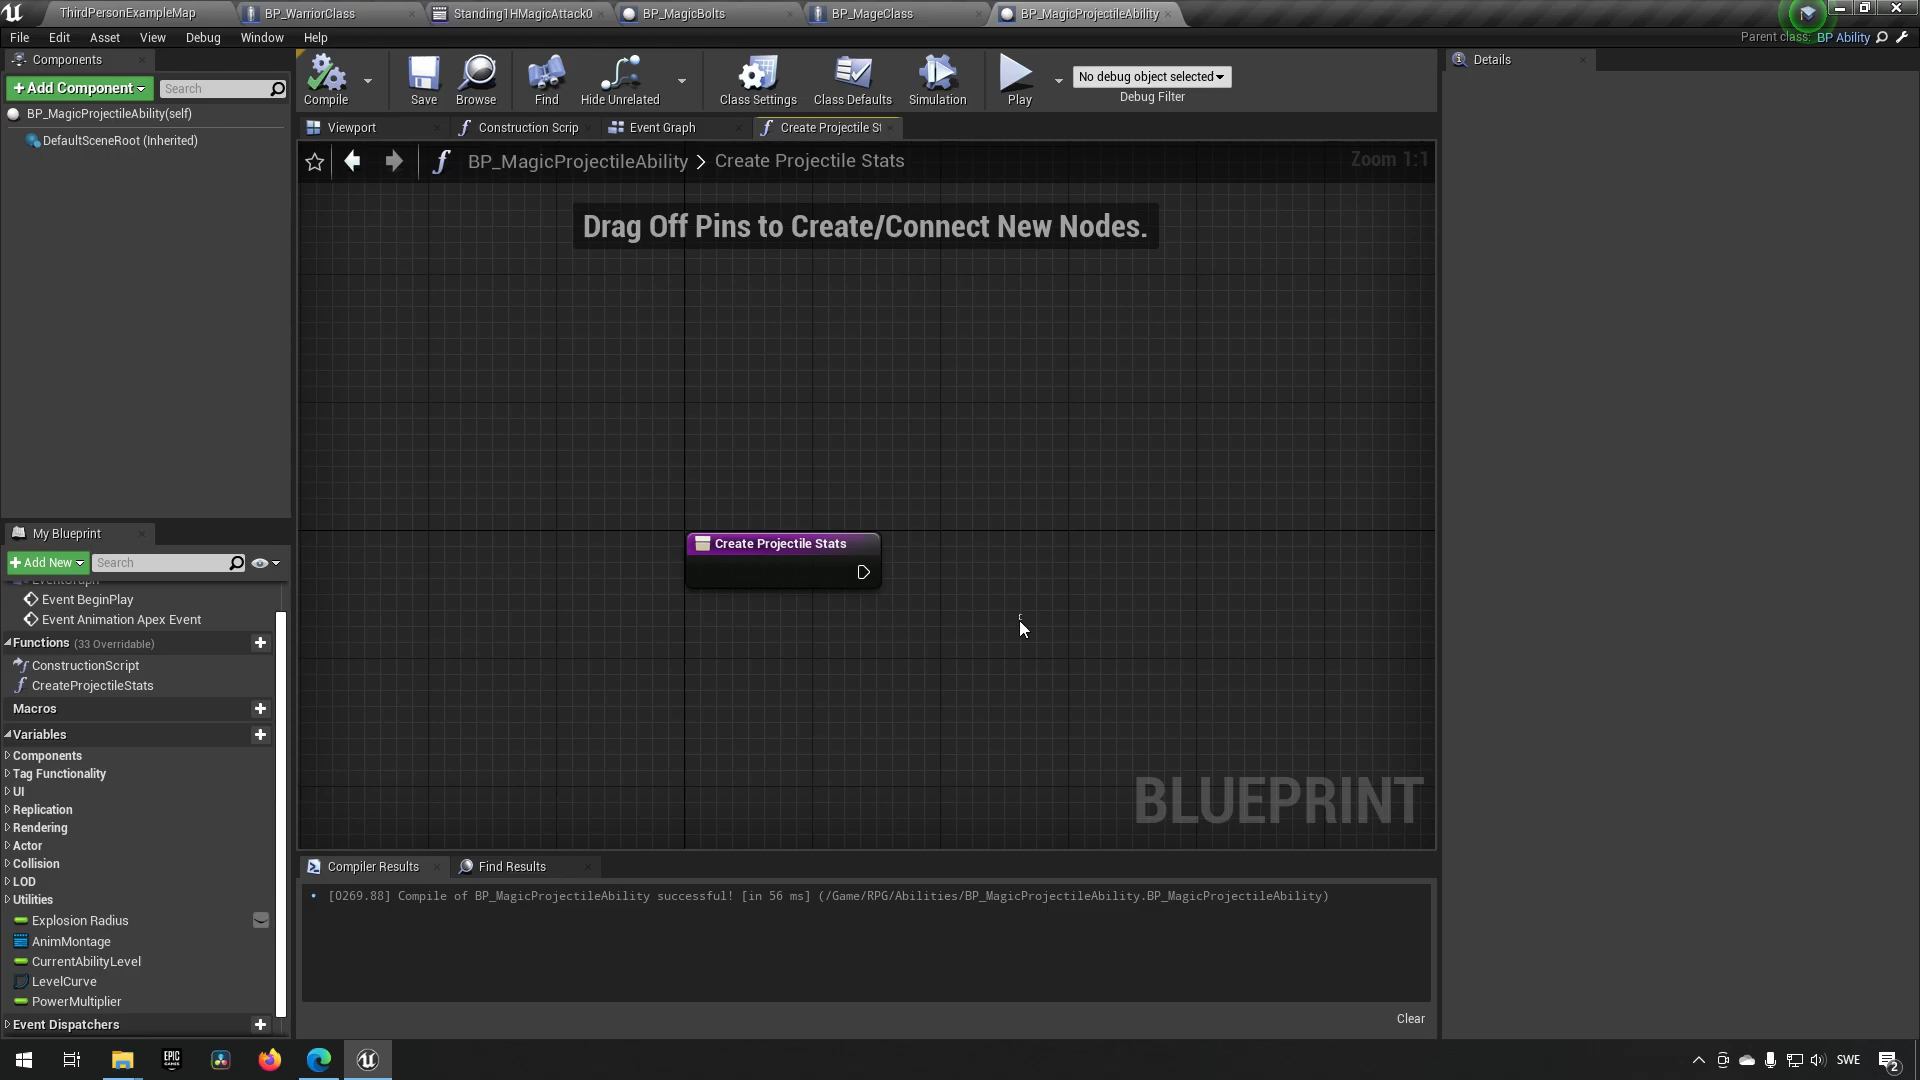 ThirdPersonExampleMap
BP_WarriorClass
Standing1HMagicAttack0
BP_MagicBolts
BP_MageClass
BP_MagicProjectileAbility
File Edit Asset View Debug Window Help
Parent class: BP Ability
Components
+Add Component
Search
BP_MagicProjectileAbility(self)
DefaultSceneRoot (Inherited)
Compile
Save
Browse
Find
Hide Unrelated
Class Settings
Class Defaults
Simulation
Play
No debug object selected
Debug Filter
Details
Viewport
Construction Scrip
Event Graph
Create Projectile St
BP_MagicProjectileAbility > Create Projectile Stats
Zoom 1:1
Drag Off Pins to Create/Connect New Nodes.
Create Projectile Stats
BLUEPRINT
My Blueprint
+Add New
Search
EventGraph
Event BeginPlay
Event Animation Apex Event
Functions (33 Overridable)
ConstructionScript
CreateProjectileStats
Macros
Variables
Components
Tag Functionality
UI
Replication
Rendering
Actor
Collision
LOD
Utilities
Explosion Radius
AnimMontage
CurrentAbilityLevel
LevelCurve
PowerMultiplier
Event Dispatchers
Compiler Results
Find Results
[0269.88] Compile of BP_MagicProjectileAbility successful! [in 56 ms] (/Game/RPG/Abilities/BP_MagicProjectileAbility.BP_MagicProjectileAbility)
Clear
EPIC GAMES
SWE
2